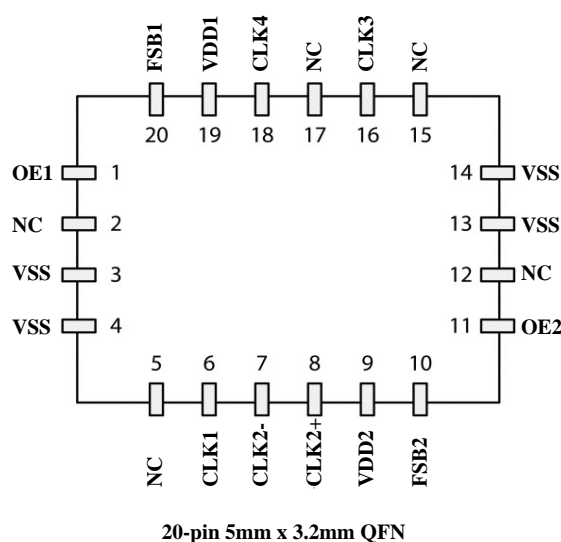 FSB1 VDD1 CLK4 NC CLK3 NC
20 19 18 17 16 15
OE1 1 14 VSS
NC 2 13 VSS
VSS 3 12 NC
VSS 4 11 OE2
5 6 7 8 9 10
NC CLK1 CLK2- CLK2+ VDD2 FSB2
20-pin 5mm x 3.2mm QFN